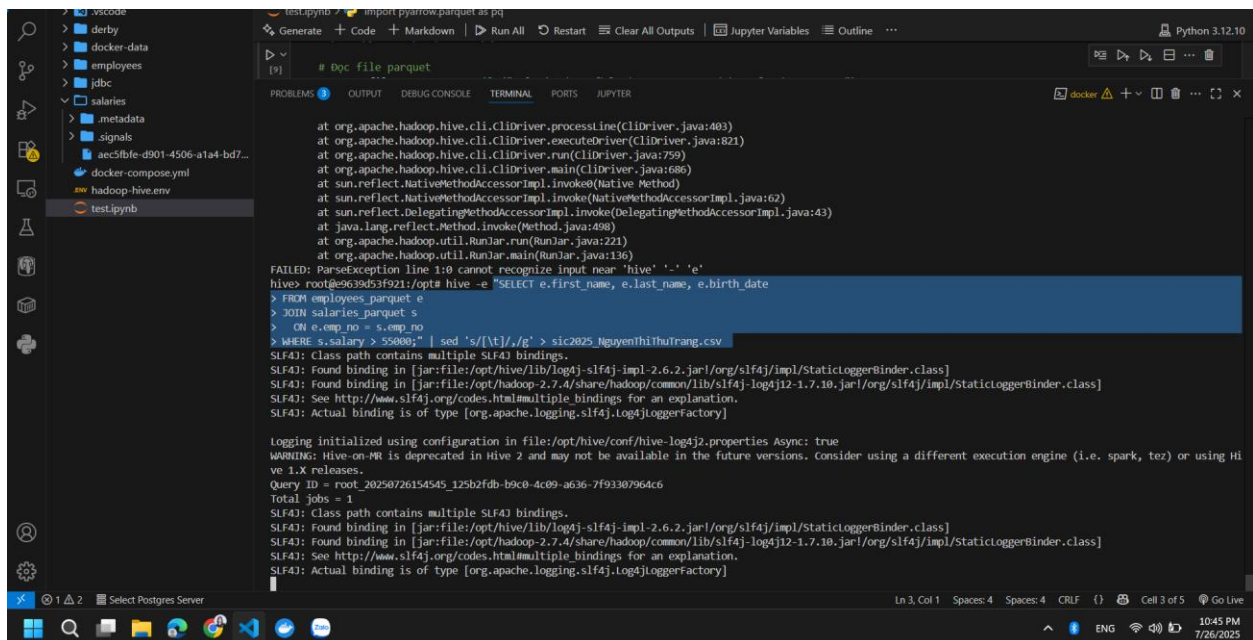 .vscode
derby
docker-data
employees
jdbc
salaries
.metadata
.signals
aec5fbfe-d901-4506-a1a4-bd7...
docker-compose.yml
.ENV hadoop-hive.env
test.ipynb
test.ipynb > import pyarrow.parquet as pq
Generate + Code + Markdown | Run All Restart Clear All Outputs | Jupyter Variables Outline ... Python 3.12.10
[9] # Đọc file parquet
PROBLEMS 3 OUTPUT DEBUG CONSOLE TERMINAL PORTS JUPYTER docker
at org.apache.hadoop.hive.cli.CliDriver.processLine(CliDriver.java:403)
at org.apache.hadoop.hive.cli.CliDriver.executeDriver(CliDriver.java:821)
at org.apache.hadoop.hive.cli.CliDriver.run(CliDriver.java:759)
at org.apache.hadoop.hive.cli.CliDriver.main(CliDriver.java:686)
at sun.reflect.NativeMethodAccessorImpl.invoke0(Native Method)
at sun.reflect.NativeMethodAccessorImpl.invoke(NativeMethodAccessorImpl.java:62)
at sun.reflect.DelegatingMethodAccessorImpl.invoke(DelegatingMethodAccessorImpl.java:43)
at java.lang.reflect.Method.invoke(Method.java:498)
at org.apache.hadoop.util.RunJar.run(RunJar.java:221)
at org.apache.hadoop.util.RunJar.main(RunJar.java:136)
FAILED: ParseException line 1:0 cannot recognize input near 'hive' '-' 'e'
hive> root@e9639d53f921:/opt# hive -e "SELECT e.first_name, e.last_name, e.birth_date
> FROM employees_parquet e
> JOIN salaries_parquet s
> ON e.emp_no = s.emp_no
> WHERE s.salary > 55000;" | sed 's/[\t]/,/g' > sic2025_NguyenThiThuTrang.csv
SLF4J: Class path contains multiple SLF4J bindings.
SLF4J: Found binding in [jar:file:/opt/hive/lib/log4j-slf4j-impl-2.6.2.jar!/org/slf4j/impl/StaticLoggerBinder.class]
SLF4J: Found binding in [jar:file:/opt/hadoop-2.7.4/share/hadoop/common/lib/slf4j-log4j12-1.7.10.jar!/org/slf4j/impl/StaticLoggerBinder.class]
SLF4J: See http://www.slf4j.org/codes.html#multiple_bindings for an explanation.
SLF4J: Actual binding is of type [org.apache.logging.slf4j.Log4jLoggerFactory]
Logging initialized using configuration in file:/opt/hive/conf/hive-log4j2.properties Async: true
WARNING: Hive-on-MR is deprecated in Hive 2 and may not be available in the future versions. Consider using a different execution engine (i.e. spark, tez) or using Hi
ve 1.X releases.
Query ID = root_20250726154545_125b2fdb-b9c0-4c09-a636-7f93307964c6
Total jobs = 1
SLF4J: Class path contains multiple SLF4J bindings.
SLF4J: Found binding in [jar:file:/opt/hive/lib/log4j-slf4j-impl-2.6.2.jar!/org/slf4j/impl/StaticLoggerBinder.class]
SLF4J: Found binding in [jar:file:/opt/hadoop-2.7.4/share/hadoop/common/lib/slf4j-log4j12-1.7.10.jar!/org/slf4j/impl/StaticLoggerBinder.class]
SLF4J: See http://www.slf4j.org/codes.html#multiple_bindings for an explanation.
SLF4J: Actual binding is of type [org.apache.logging.slf4j.Log4jLoggerFactory]
1 2 Select Postgres Server Ln 3, Col 1 Spaces: 4 Spaces: 4 CRLF {} Cell 3 of 5 Go Live
Zalo ENG 10:45 PM
7/26/2025